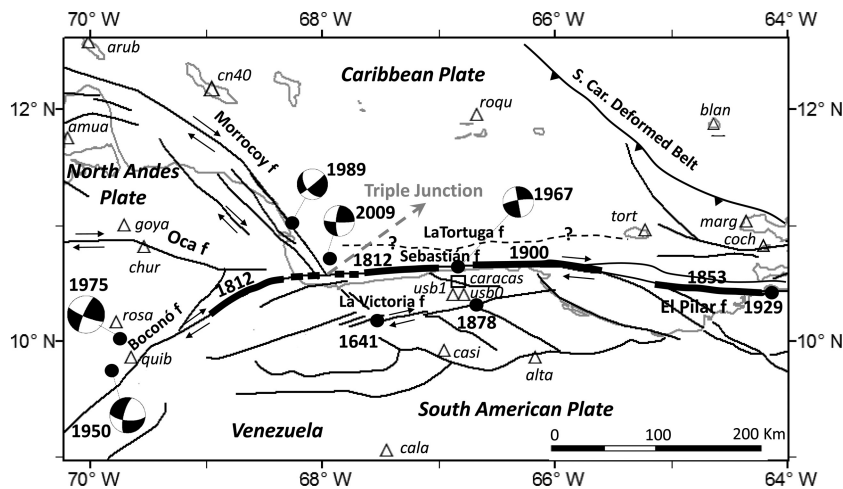 70° W
68° W
66° W
64° W
arub
cn40
Caribbean Plate
S. Car. Deformed Belt
roqu
blan
12° N
12° N
amua
Morrocoy f
1989
North Andes
Plate
Triple Junction
1967
2009
goya
tort
marg
LaTortuga f
coch
?
?
Oca f
chur
1812
Sebastián f
1900
1812
caracas
1853
1975
usb1
usb0
La Victoria f
El Pilar f
rosa
Boconó f
1878
1929
10° N
10° N
quib
1641
casi
alta
1950
South American Plate
Venezuela
cala
0
100
200 Km
70° W
68° W
66° W
64° W